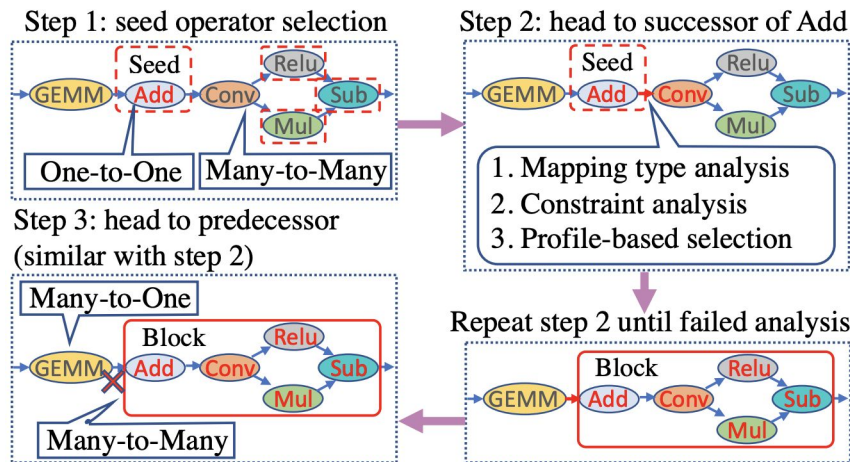 Step 1: seed operator selection
Seed
Relu
GEMM
Add
Conv
Sub
Mul
One-to-One
Many-to-Many
Step 2: head to successor of Add
Seed
Relu
GEMM
Add
Conv
Sub
Mul
1. Mapping type analysis
2. Constraint analysis
3. Profile-based selection
Step 3: head to predecessor
(similar with step 2)
Many-to-One
Block
Relu
GEMM
Add
Conv
Sub
Mul
Many-to-Many
Repeat step 2 until failed analysis
Block
Relu
GEMM
Add
Conv
Sub
Mul